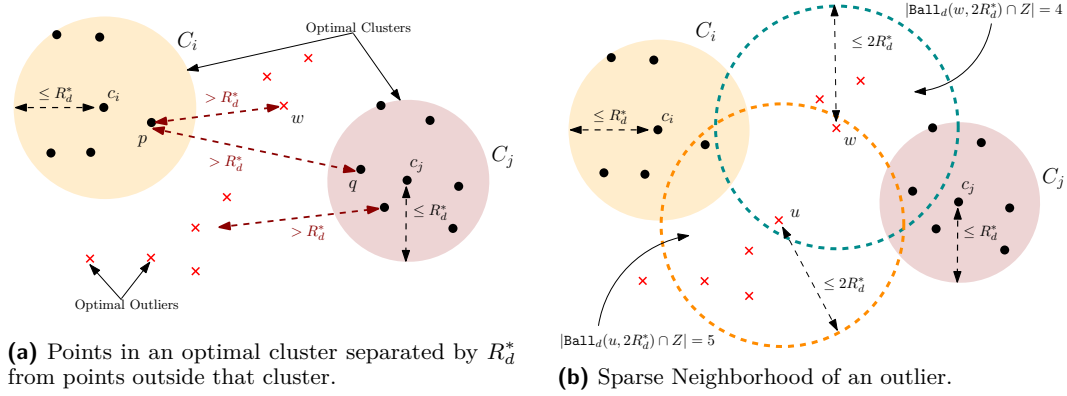 Optimal Clusters
C_i
≤ R_d^*
c_i
p
> R_d^*
w
> R_d^*
q
c_j
C_j
≤ R_d^*
> R_d^*
Optimal Outliers
(a) Points in an optimal cluster separated by R_d^*
from points outside that cluster.
|Ball_d(w, 2R_d^*) ∩ Z| = 4
C_i
≤ 2R_d^*
≤ R_d^*
c_i
w
C_j
c_j
≤ R_d^*
u
≤ 2R_d^*
|Ball_d(u, 2R_d^*) ∩ Z| = 5
(b) Sparse Neighborhood of an outlier.